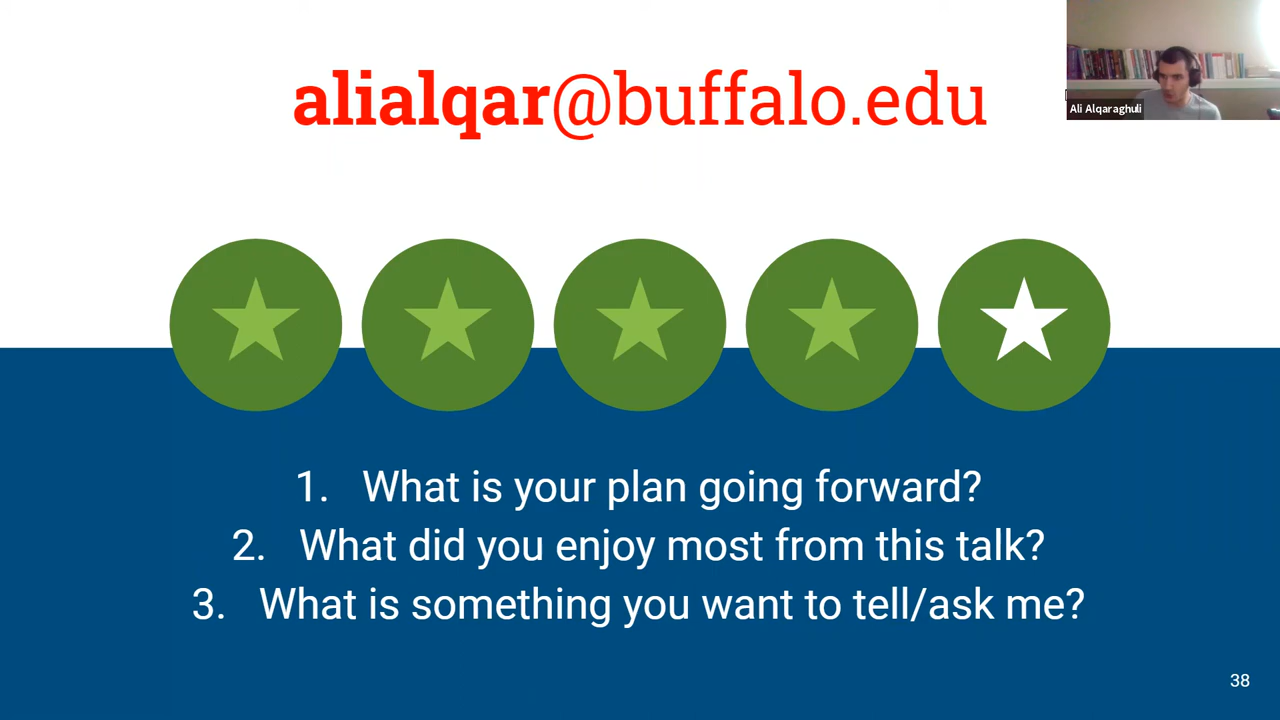 alialqar@buffalo.edu
Ali Alqaraghuli
1. What is your plan going forward?
2. What did you enjoy most from this talk?
3. What is something you want to tell/ask me?
38